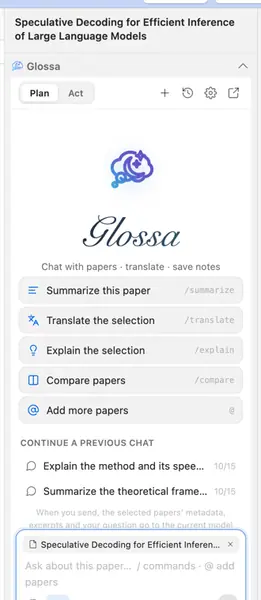 Speculative Decoding for Efficient Inference
of Large Language Models
Glossa
Plan Act
Glossa
Chat with papers · translate · save notes
Summarize this paper /summarize
Translate the selection /translate
Explain the selection /explain
Compare papers /compare
Add more papers @
CONTINUE A PREVIOUS CHAT
Explain the method and its spee... 10/15
Summarize the theoretical frame... 10/15
When you send, the selected papers' metadata,
excerpts and your question go to the current model
Speculative Decoding for Efficient Inferen... ×
Ask about this paper... / commands · @ add
papers